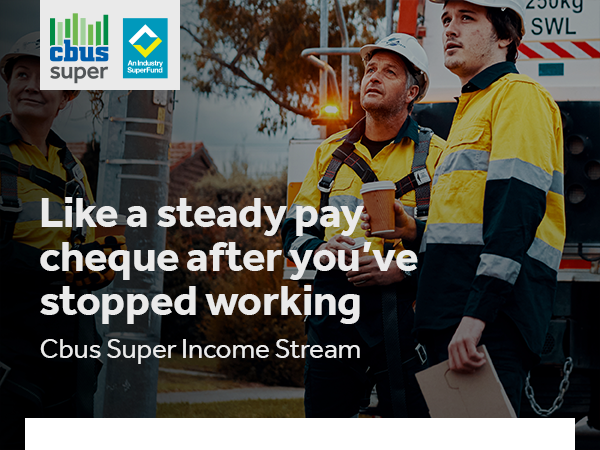 cbus
super
An Industry
SuperFund
250kg
SWL
Like a steady pay
cheque after you've
stopped working
Cbus Super Income Stream